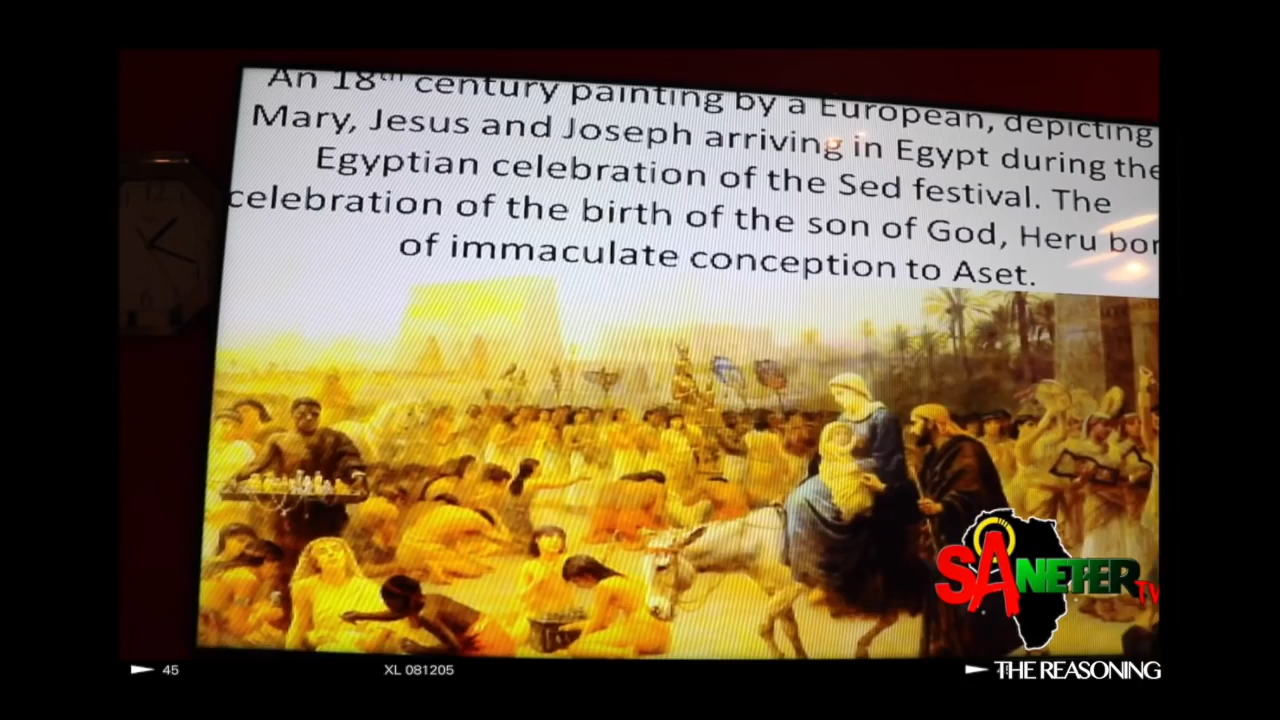 An 18th century painting by a European, depicting
Mary, Jesus and Joseph arriving in Egypt during the
Egyptian celebration of the Sed festival. The
celebration of the birth of the son of God, Heru bor
of immaculate conception to Aset.
SANETER TV
THE REASONING
45
XL 081205